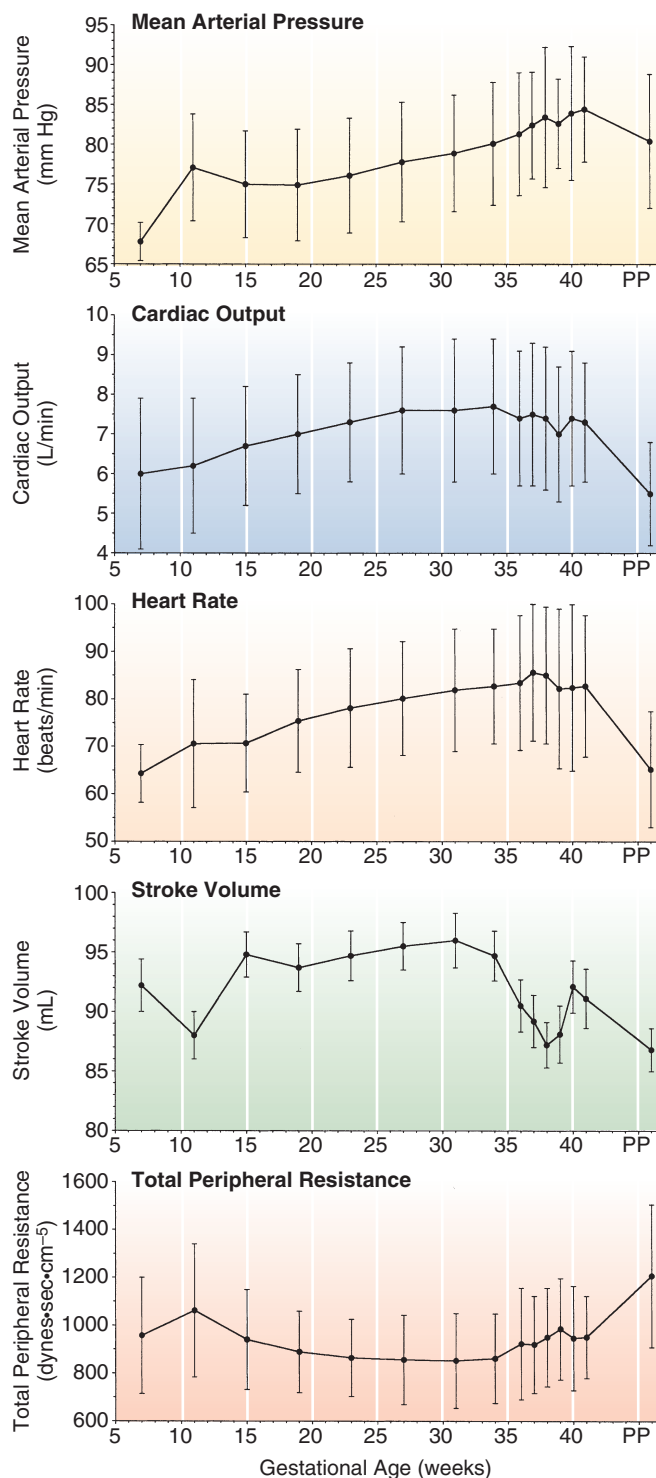 Mean Arterial Pressure
Mean Arterial Pressure
(mm Hg)
95
90
85
80
75
70
65
5 10 15 20 25 30 35 40 PP
Cardiac Output
Cardiac Output
(L/min)
10
9
8
7
6
5
4
5 10 15 20 25 30 35 40 PP
Heart Rate
Heart Rate
(beats/min)
100
90
80
70
60
50
5 10 15 20 25 30 35 40 PP
Stroke Volume
Stroke Volume
(mL)
100
95
90
85
80
5 10 15 20 25 30 35 40 PP
Total Peripheral Resistance
Total Peripheral Resistance
(dynes•sec•cm⁻⁵)
1600
1400
1200
1000
800
600
5 10 15 20 25 30 35 40 PP
Gestational Age (weeks)